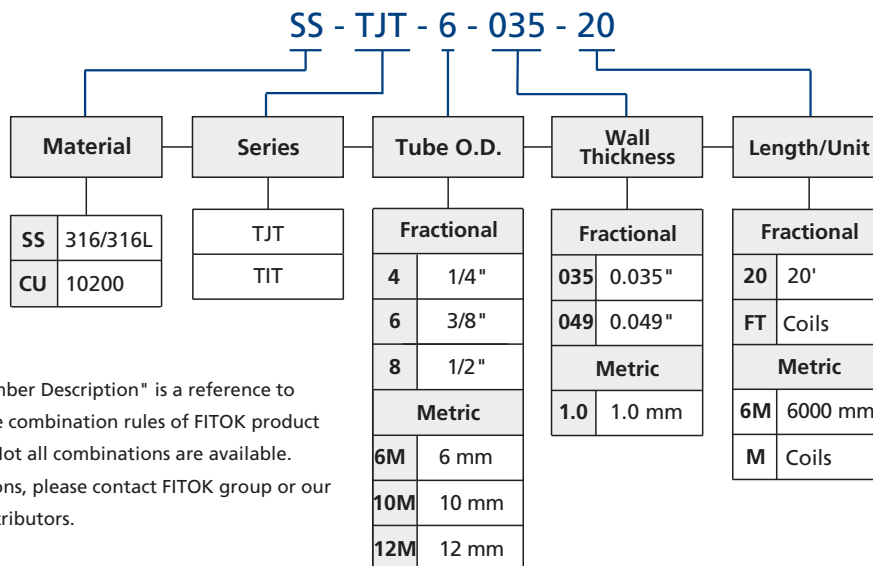 SS - TJT - 6 - 035 - 20
Material
SS 316/316L
CU 10200
Series
TJT
TIT
Tube O.D.
Fractional
4 1/4"
6 3/8"
8 1/2"
Metric
6M 6 mm
10M 10 mm
12M 12 mm
Wall
Thickness
Fractional
035 0.035"
049 0.049"
Metric
1.0 1.0 mm
Length/Unit
Fractional
20 20'
FT Coils
Metric
6M 6000 mm
M Coils
mber Description" is a reference to
e combination rules of FITOK product
Not all combinations are available.
ons, please contact FITOK group or our
tributors.